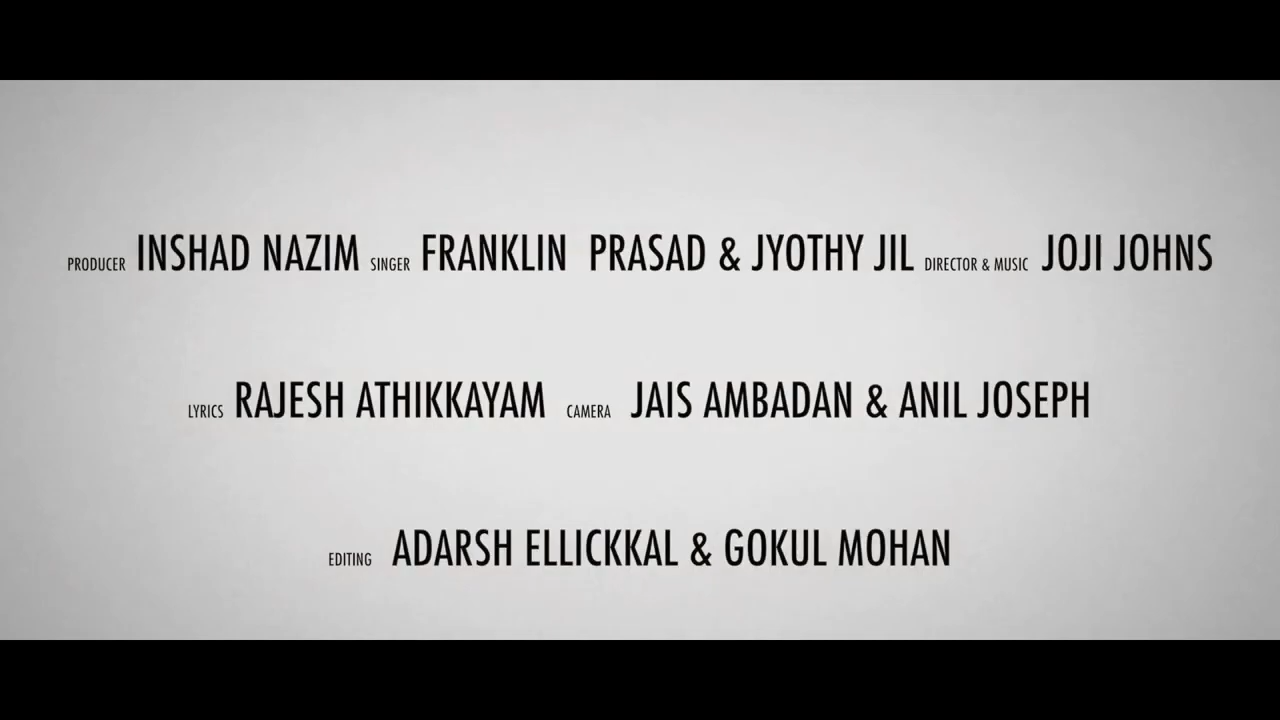 PRODUCER INSHAD NAZIM SINGER FRANKLIN PRASAD & JYOTHY JIL DIRECTOR & MUSIC JOJI JOHNS
LYRICS RAJESH ATHIKKAYAM CAMERA JAIS AMBADAN & ANIL JOSEPH
EDITING ADARSH ELLICKKAL & GOKUL MOHAN